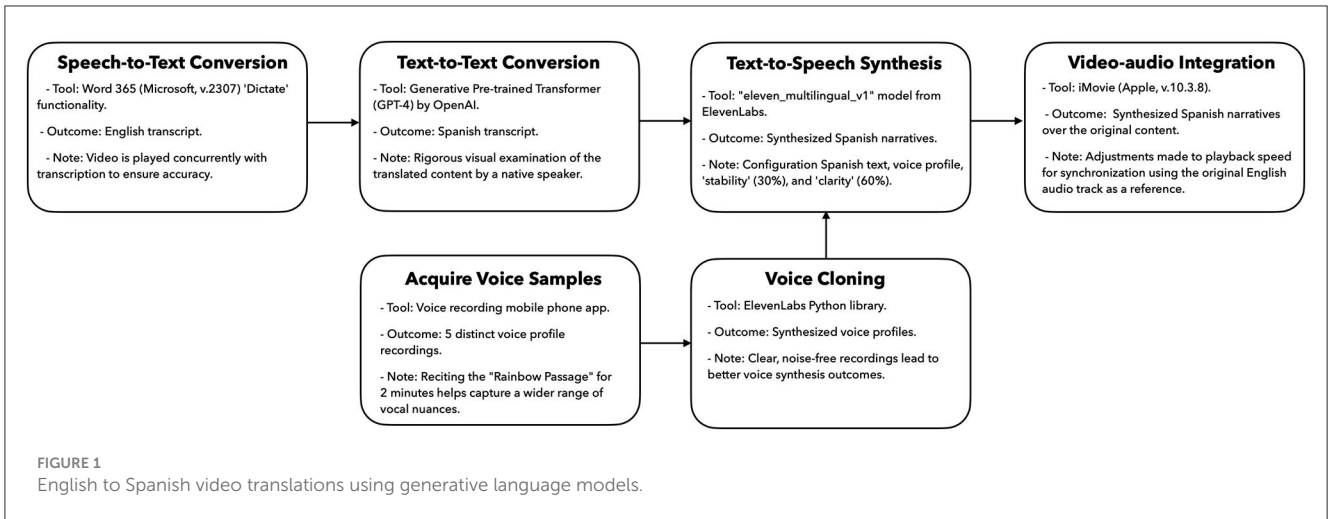 Speech-to-Text Conversion
- Tool: Word 365 (Microsoft, v.2307) 'Dictate'
functionality.
- Outcome: English transcript.
- Note: Video is played concurrently with
transcription to ensure accuracy.
Text-to-Text Conversion
- Tool: Generative Pre-trained Transformer
(GPT-4) by OpenAI.
- Outcome: Spanish transcript.
- Note: Rigorous visual examination of the
translated content by a native speaker.
Text-to-Speech Synthesis
- Tool: "eleven_multilingual_v1" model from
ElevenLabs.
- Outcome: Synthesized Spanish narratives.
- Note: Configuration Spanish text, voice profile,
'stability' (30%), and 'clarity' (60%).
Video-audio Integration
- Tool: iMovie (Apple, v.10.3.8).
- Outcome: Synthesized Spanish narratives
over the original content.
- Note: Adjustments made to playback speed
for synchronization using the original English
audio track as a reference.
Acquire Voice Samples
- Tool: Voice recording mobile phone app.
- Outcome: 5 distinct voice profile
recordings.
- Note: Reciting the "Rainbow Passage" for
2 minutes helps capture a wider range of
vocal nuances.
Voice Cloning
- Tool: ElevenLabs Python library.
- Outcome: Synthesized voice profiles.
- Note: Clear, noise-free recordings lead to
better voice synthesis outcomes.
FIGURE 1
English to Spanish video translations using generative language models.